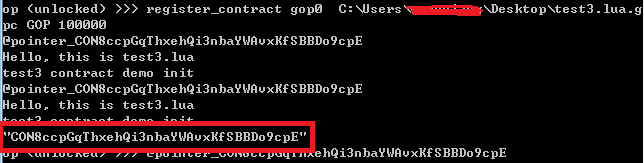 op (unlocked) >>> register_contract gop0 C:\Users\ \Desktop\test3.lua.g
pc GOP 100000
@pointer_CON8ccpGqThxehQi3nbaYWAvxKfSBBDo9cpE
Hello, this is test3.lua
test3 contract demo init
@pointer_CON8ccpGqThxehQi3nbaYWAvxKfSBBDo9cpE
Hello, this is test3.lua
test3 contract demo init
"CON8ccpGqThxehQi3nbaYWAvxKfSBBDo9cpE"
op (unlocked) >>> @pointer_CON8ccpGqThxehQi3nbaYWAvxKfSBBDo9cpE